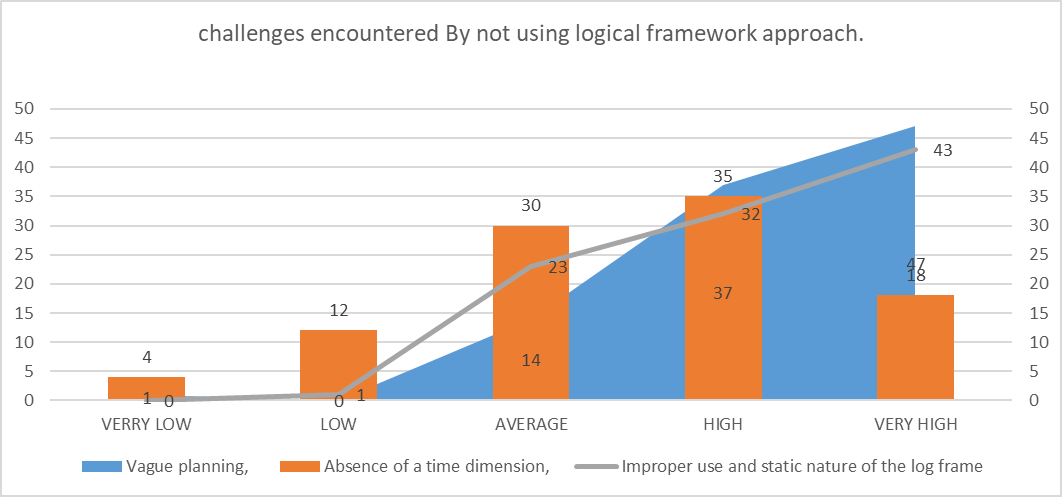 challenges encountered By not using logical framework approach.
50 50
45 43 45
40 40
35 35 35
30 30 32 30
25 23 25
20 47 20
18
15 12 37 15
10 14 10
5 4 5
0 1 0 0 1 0
VERRY LOW LOW AVERAGE HIGH VERY HIGH
Vague planning, Absence of a time dimension, Improper use and static nature of the log frame